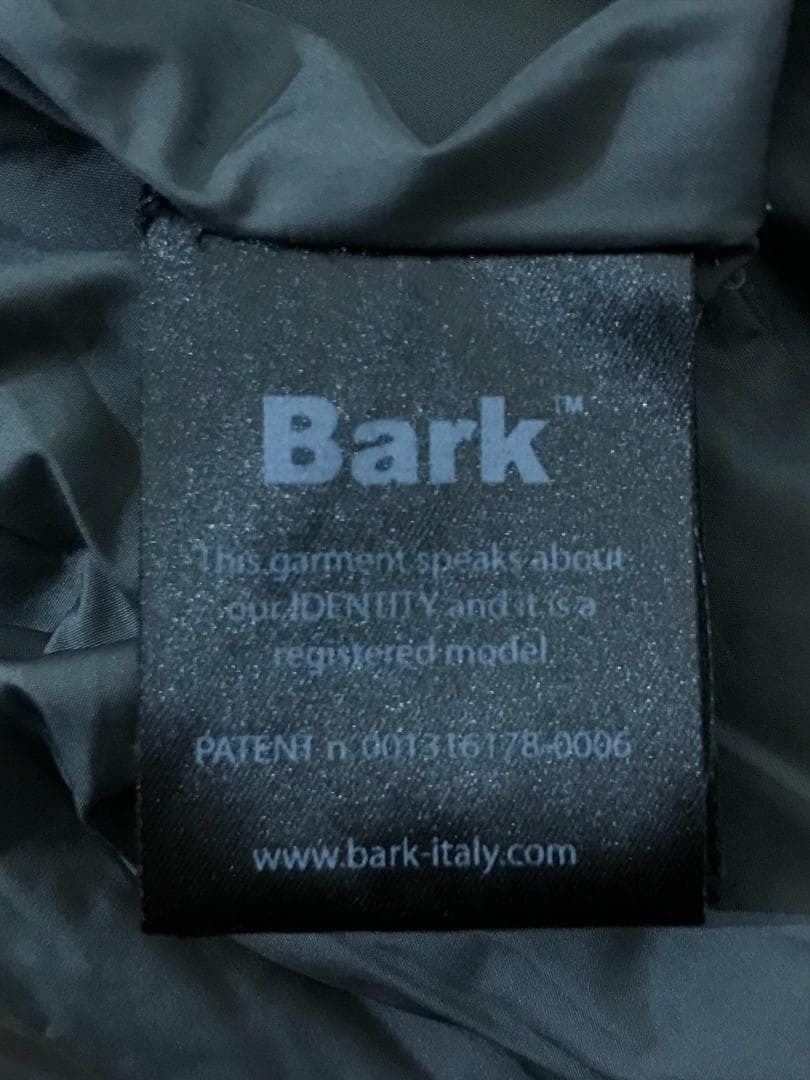 Bark™
This garment speaks about
our IDENTITY and it is a
registered model
PATENT n. 001316178-0006
www.bark-italy.com